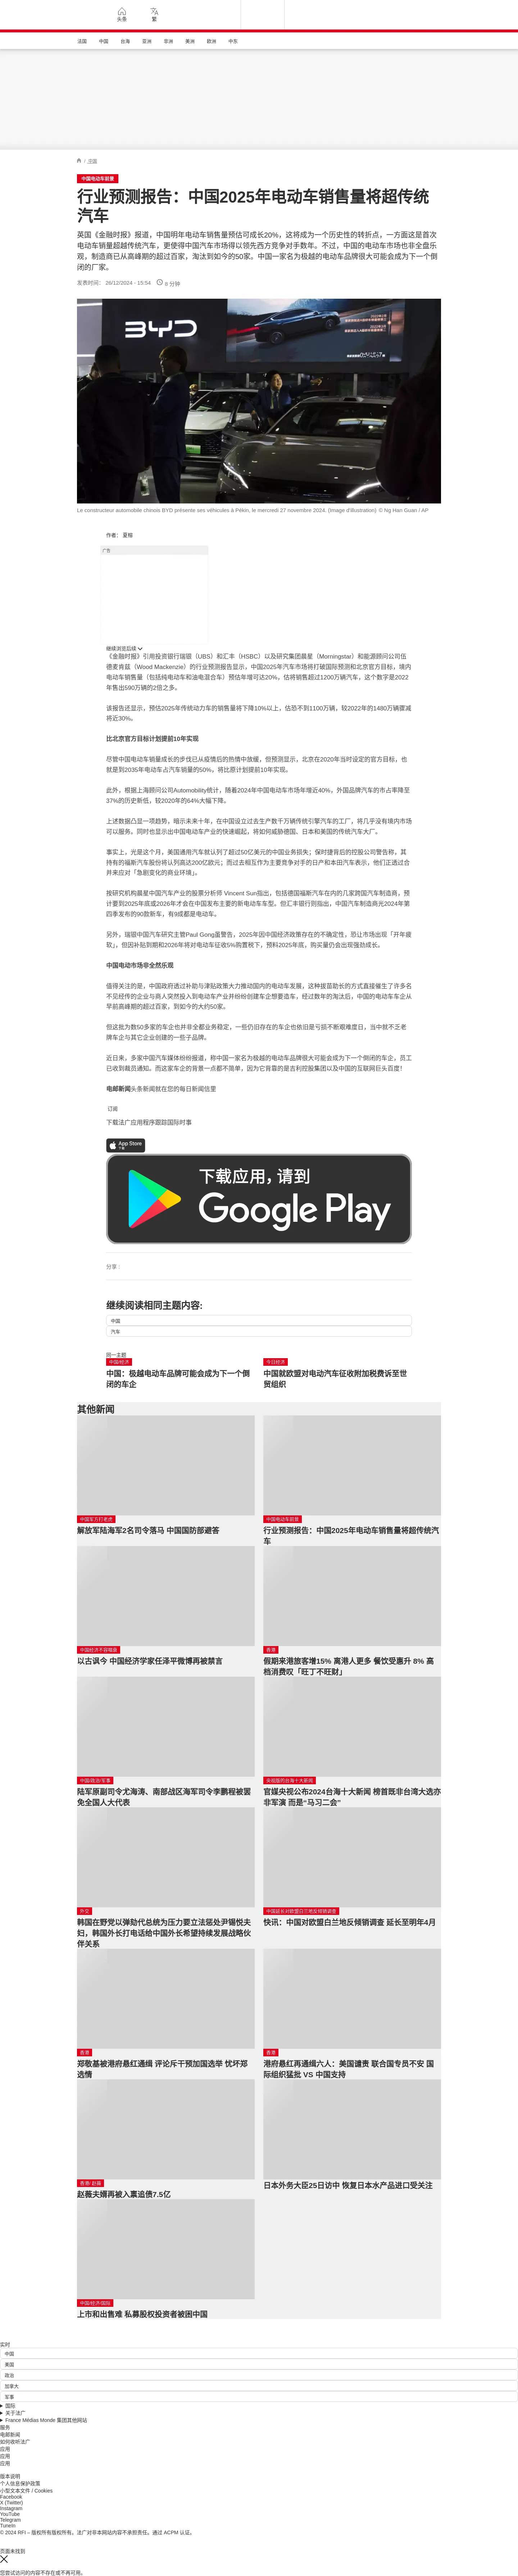 头条
繁
法国
中国
台海
亚洲
非洲
美洲
欧洲
中东
/ 中国
中国电动车前景
行业预测报告：中国2025年电动车销售量将超传统
汽车
英国《金融时报》报道，中国明年电动车销售量预估可成长20%，这将成为一个历史性的转折点，一方面这是首次
电动车销量超越传统汽车，更使得中国汽车市场得以领先西方竞争对手数年。不过，中国的电动车市场也非全盘乐
观，制造商已从高峰期的超过百家，淘汰到如今的50家。中国一家名为极越的电动车品牌很大可能会成为下一个倒
闭的厂家。
发表时间： 26/12/2024 - 15:54
6 分钟
BYD
Le constructeur automobile chinois BYD présente ses véhicules à Pékin, le mercredi 27 novembre 2024. (Image d'illustration) © Ng Han Guan / AP
作者： 夏榕
广告
继续浏览后续
《金融时报》引用投资银行瑞银（UBS）和汇丰（HSBC）以及研究集团晨星（Morningstar）和能源顾问公司伍
德麦肯兹（Wood Mackenzie）的行业预测报告显示，中国2025年汽车市场将打破国际预测和北京官方目标，境内
电动车销售量（包括纯电动车和油电混合车）预估年增可达20%，估将销售超过1200万辆汽车，这个数字是2022
年售出590万辆的2倍之多。
该报告还显示，预估2025年传统动力车的销售量将下降10%以上，估恐不到1100万辆，较2022年的1480万辆骤减
将近30%。
比北京官方目标计划提前10年实现
尽管中国电动车销量成长的步伐已从疫情后的热情中放缓，但预测显示，北京在2020年当时设定的官方目标，也
就是到2035年电动车占汽车销量的50%，将比原计划提前10年实现。
此外，根据上海顾问公司Automobility统计，随着2024年中国电动车市场年增近40%，外国品牌汽车的市占率降至
37%的历史新低，较2020年的64%大幅下降。
上述数据凸显一项趋势，暗示未来十年，在中国设立过去生产数千万辆传统引擎汽车的工厂，将几乎没有境内市场
可以服务。同时也显示出中国电动车产业的快速崛起，将如何威胁德国、日本和美国的传统汽车大厂。
事实上，光是这个月，美国通用汽车就认列了超过50亿美元的中国业务损失；保时捷背后的控股公司警告称，其
持有的福斯汽车股份将认列高达200亿欧元；而过去相互作为主要竞争对手的日产和本田汽车表示，他们正透过合
并来应对「急剧变化的商业环境」。
按研究机构晨星中国汽车产业的股票分析师 Vincent Sun指出，包括德国福斯汽车在内的几家跨国汽车制造商，预
计要到2025年底或2026年才会在中国发布主要的新电动车车型。但汇丰银行则指出，中国汽车制造商光2024年第
四季发布的90款新车，有9成都是电动车。
另外，瑞银中国汽车研究主管Paul Gong虽警告，2025年因中国经济政策存在的不确定性，恐让市场出现「开年疲
软」，但因补贴到期和2026年将对电动车征收5%购置税下，预料2025年底，购买量仍会出现强劲成长。
中国电动市场非全然乐观
值得关注的是，中国政府透过补助与津贴政策大力推动国内的电动车发展，这种拔苗助长的方式直接催生了许多名
不见经传的企业与商人突然投入到电动车行业并纷纷创建车企想要造车，经过数年的淘汰后，中国的电动车车企从
早前高峰期的超过百家，到如今的大约50家。
但这批为数50多家的车企也并非全都业务稳定，一些仍旧存在的车企也依旧是亏损不断艰难度日，当中就不乏老
牌车企与其它企业创建的一些子品牌。
近日来，多家中国汽车媒体纷纷报道，称中国一家名为极越的电动车品牌很大可能会成为下一个倒闭的车企，员工
已收到裁员通知。而这家车企的背景一点都不简单，因为它背靠的是吉利控股集团以及中国的互联网巨头百度！
电邮新闻头条新闻就在您的每日新闻信里
订阅
下载法广应用程序跟踪国际时事
App Store
下载应用，请到
Google Play
分享 :
继续阅读相同主题内容:
中国
汽车
同一主题
中国/经济
中国：极越电动车品牌可能会成为下一个倒
闭的车企
今日经济
中国就欧盟对电动汽车征收附加税费诉至世
贸组织
其他新闻
中国军方打老虎
解放军陆海军2名司令落马 中国国防部避答
中国电动车前景
行业预测报告：中国2025年电动车销售量将超传统汽
车
中国经济不容唱衰
以古讽今 中国经济学家任泽平微博再被禁言
香港
假期来港旅客增15% 离港人更多 餐饮受惠升 8% 高
档消费叹「旺丁不旺财」
中国/政治/军事
陆军原副司令尤海涛、南部战区海军司令李鹏程被罢
免全国人大代表
央视版的台海十大新闻
官媒央视公布2024台海十大新闻 榜首既非台湾大选亦
非军演 而是“马习二会”
外交
韩国在野党以弹劾代总统为压力要立法惩处尹锡悦夫
妇，韩国外长打电话给中国外长希望持续发展战略伙
伴关系
中国延长对欧盟白兰地反倾销调查
快讯：中国对欧盟白兰地反倾销调查 延长至明年4月
香港
郑敬基被港府悬红通缉 评论斥干预加国选举 忧坏郑
选情
香港
港府悬红再通缉六人：美国谴责 联合国专员不安 国
际组织猛批 VS 中国支持
香港/ 赵薇
赵薇夫婿再被入禀追债7.5亿
日本外务大臣25日访中 恢复日本水产品进口受关注
中国/经济/国际
上市和出售难 私募股权投资者被困中国
实时
中国
美国
政治
加拿大
军事
国际
关于法广
France Médias Monde 集团其他网站
服务
电邮新闻
如何收听法广
应用
应用
应用
版本说明
个人信息保护政策
小型文本文件 / Cookies
Facebook
X (Twitter)
Instagram
YouTube
Telegram
TuneIn
© 2024 RFI – 版权所有版权所有。法广对非本网站内容不承担责任。通过 ACPM 认证。
页面未找到
您尝试访问的内容不存在或不再可用。